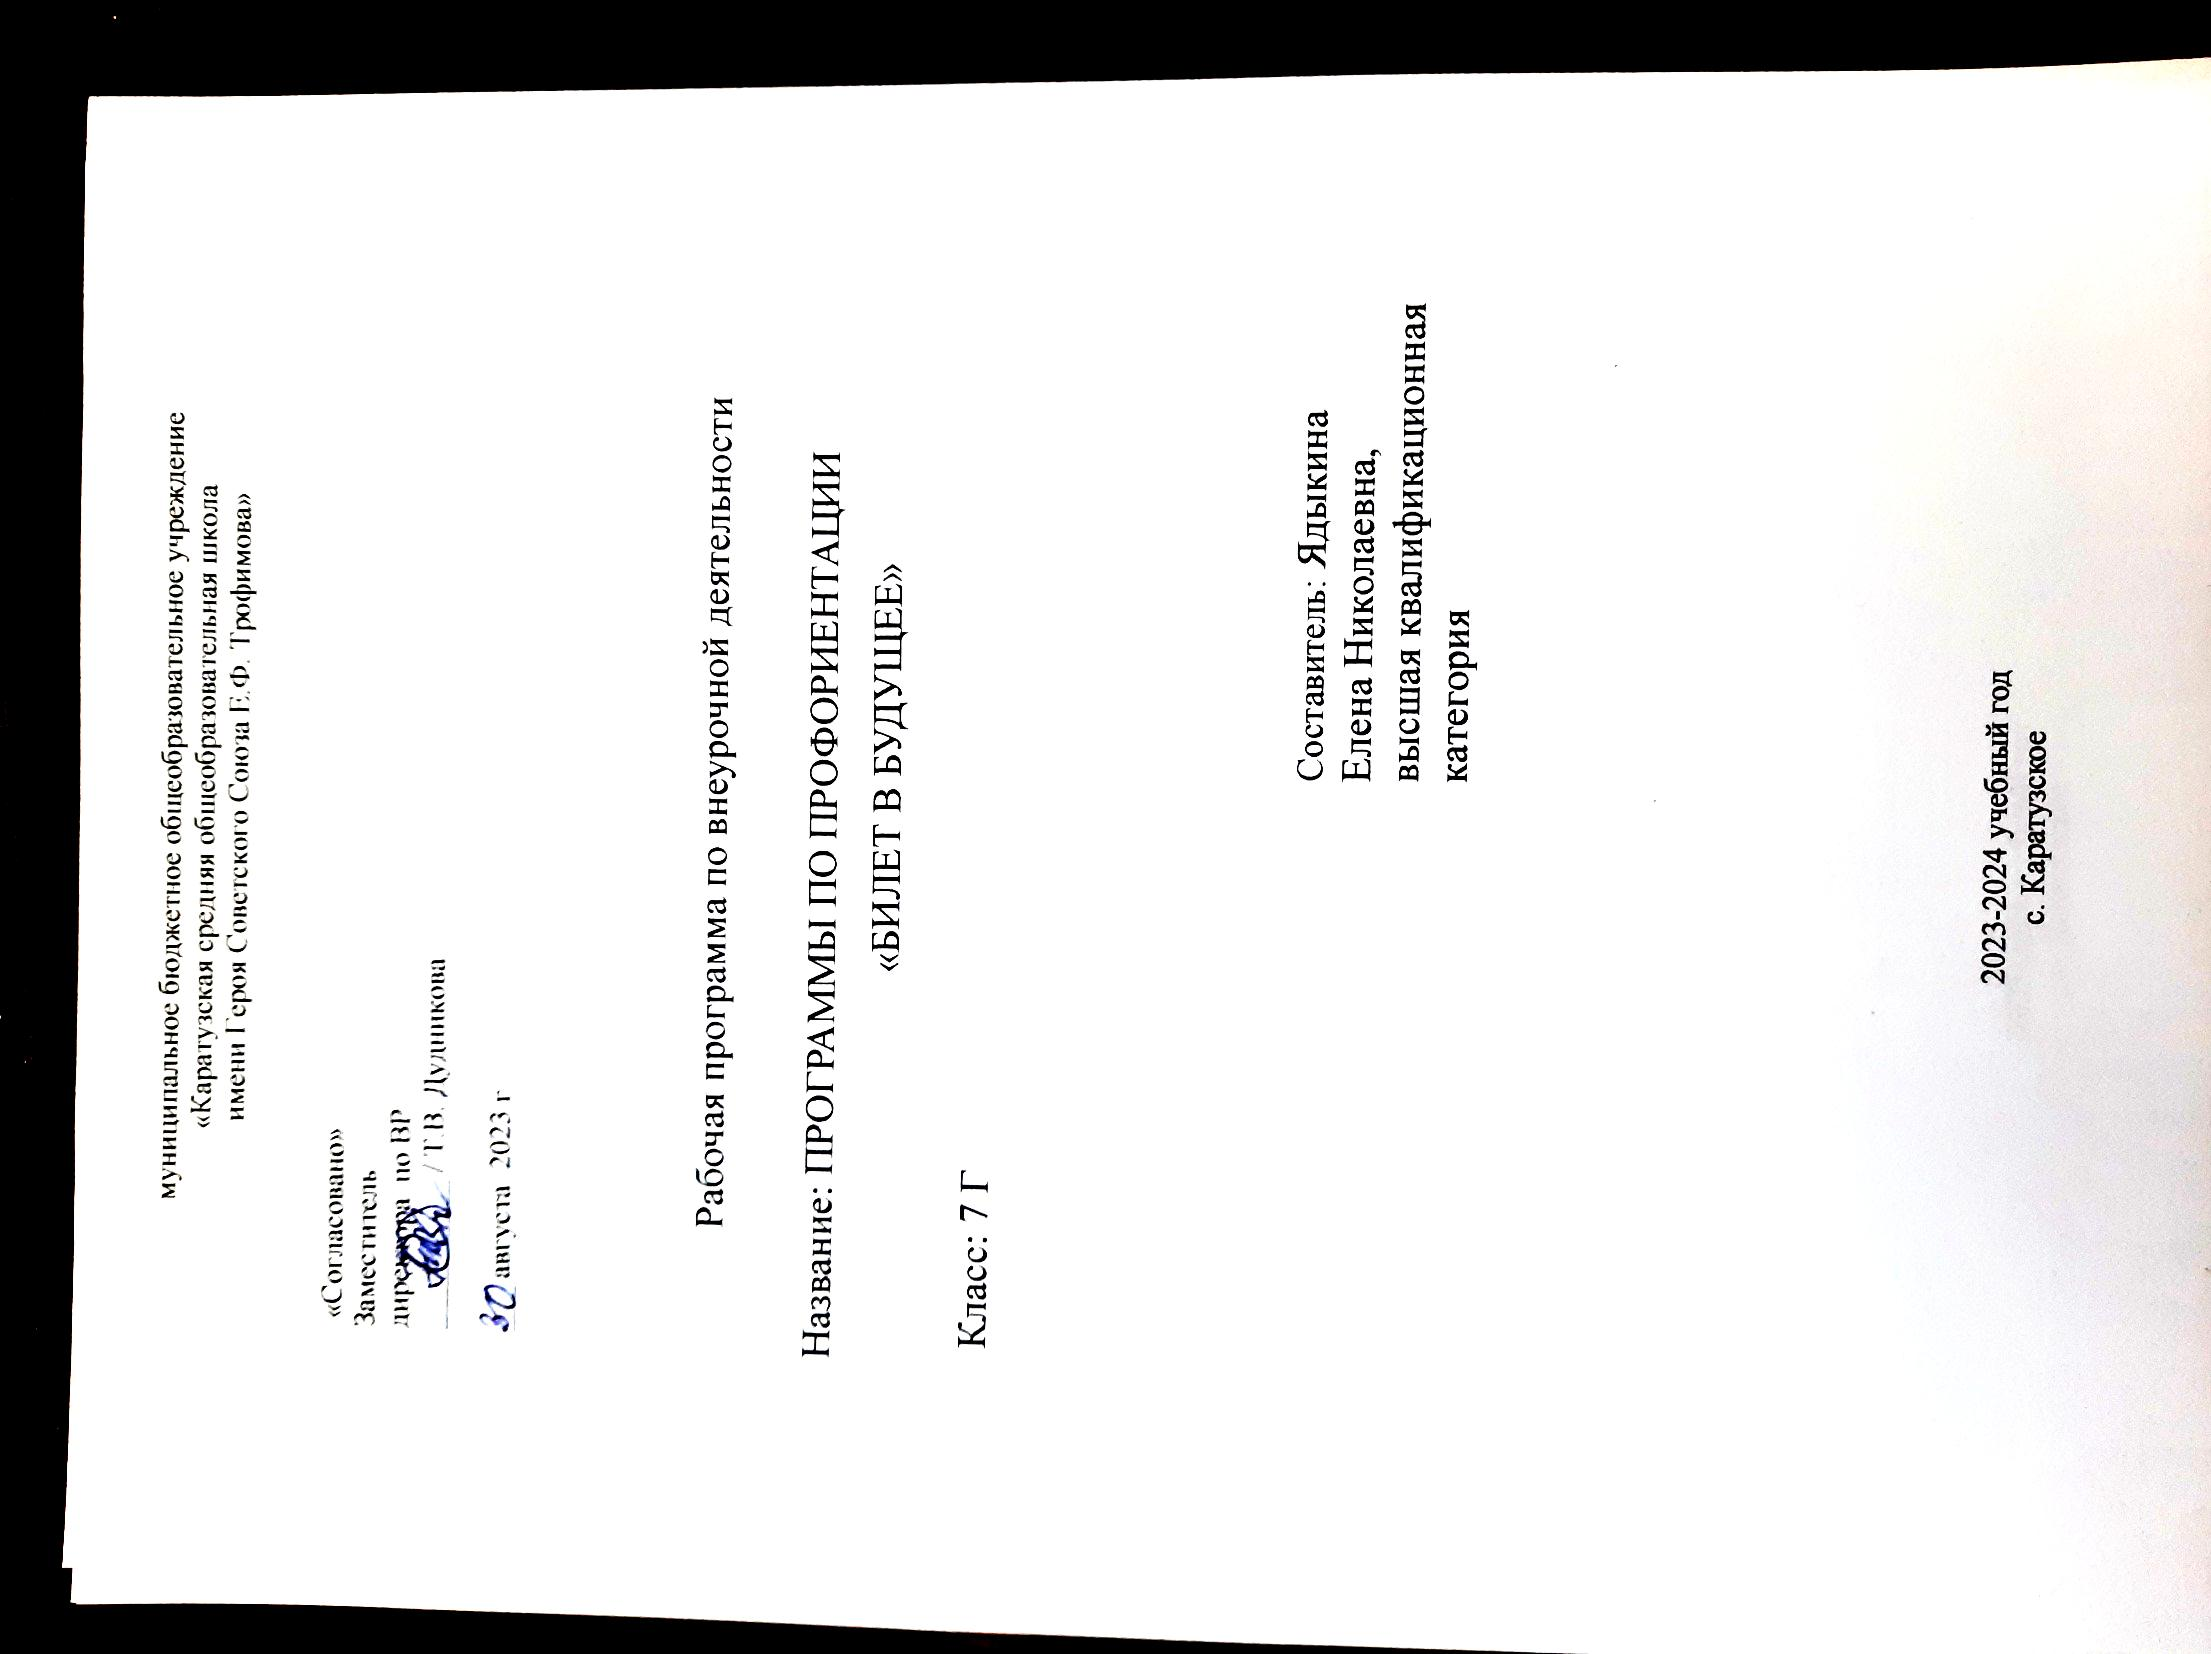 муниципальное бюджетное общеобразовательное учреждение
«Каратузская средняя общеобразовательная школа
имени Героя Советского Союза Е.Ф. Трофимова»
«Согласовано»
Заместитель
директора по ВР
/ Т.В. Дудникова
30 августа 2023 г
Рабочая программа по внеурочной деятельности
Название: ПРОГРАММЫ ПО ПРОФОРИЕНТАЦИИ
«БИЛЕТ В БУДУЩЕЕ»
Класс: 7 Г
Составитель: Ядыкина
Елена Николаевна,
высшая квалификационная
категория
2023-2024 учебный год
с. Каратузское